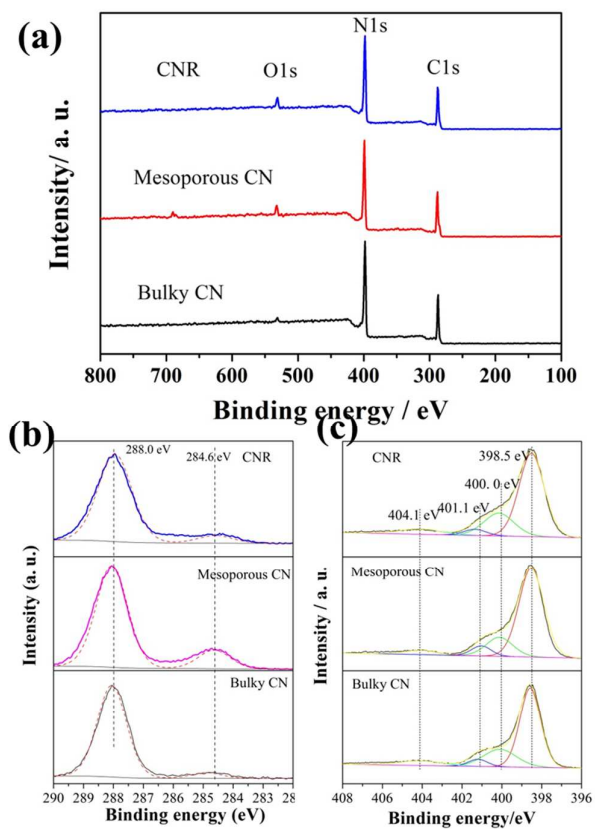 (a)
N1s
CNR
O1s
C1s
Mesoporous CN
Bulky CN
Intensity/ a. u.
800 700 600 500 400 300 200 100
Binding energy / eV
(b)
288.0 eV
284.6 eV
CNR
Mesoporous CN
Bulky CN
Intensity (a. u.)
290 289 288 287 286 285 284 283 28
Binding energy (eV)
(c)
CNR
398.5 eV
400. 0 eV
401.1 eV
404.1 eV
Mesoporous CN
Bulky CN
Intensity / a. u.
408 406 404 402 400 398 396
Binding energy/eV